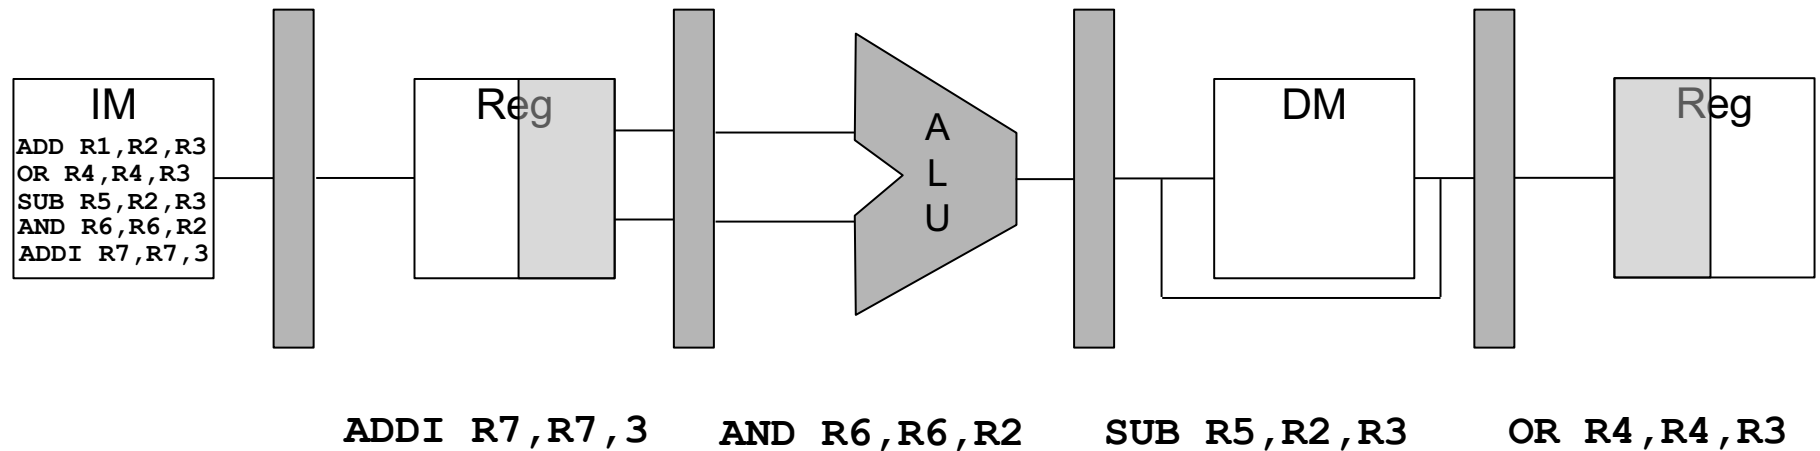 IM
ADD R1,R2,R3
OR R4,R4,R3
SUB R5,R2,R3
AND R6,R6,R2
ADDI R7,R7,3
Reg
A
L
U
DM
Reg
ADDI R7,R7,3
AND R6,R6,R2
SUB R5,R2,R3
OR R4,R4,R3